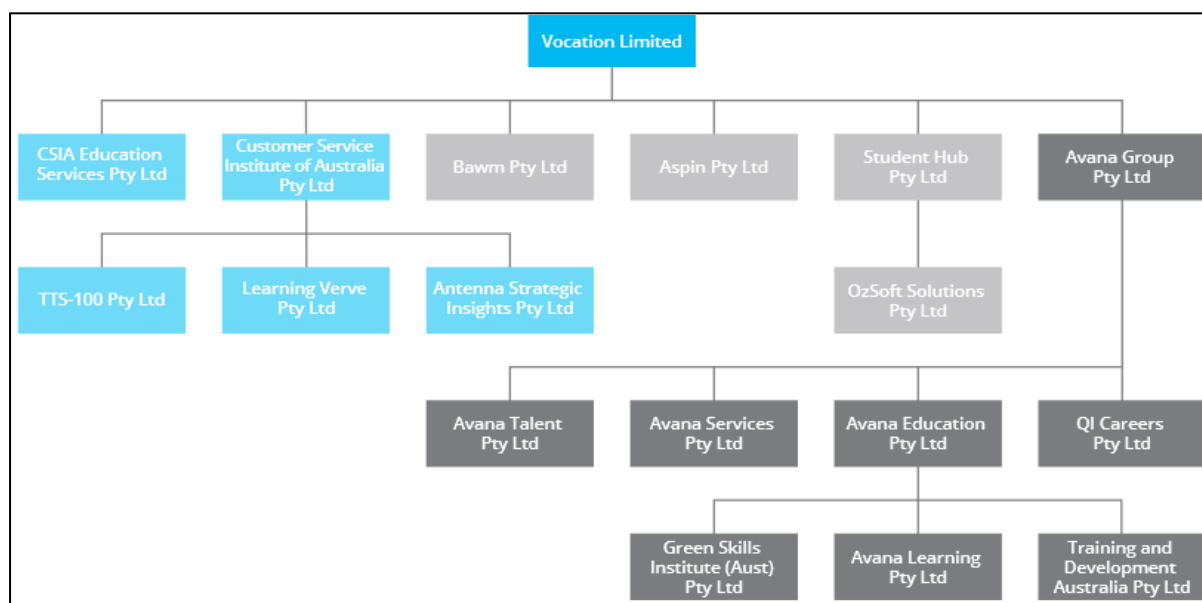 Vocation Limited
CSIA Education
Services Pty Ltd
Customer Service
Institute of Australia
Pty Ltd
Bawm Pty Ltd
Aspin Pty Ltd
Student Hub
Pty Ltd
Avana Group
Pty Ltd
TTS-100 Pty Ltd
Learning Verve
Pty Ltd
Antenna Strategic
Insights Pty Ltd
OzSoft Solutions
Pty Ltd
Avana Talent
Pty Ltd
Avana Services
Pty Ltd
Avana Education
Pty Ltd
QI Careers
Pty Ltd
Green Skills
Institute (Aust)
Pty Ltd
Avana Learning
Pty Ltd
Training and
Development
Australia Pty Ltd